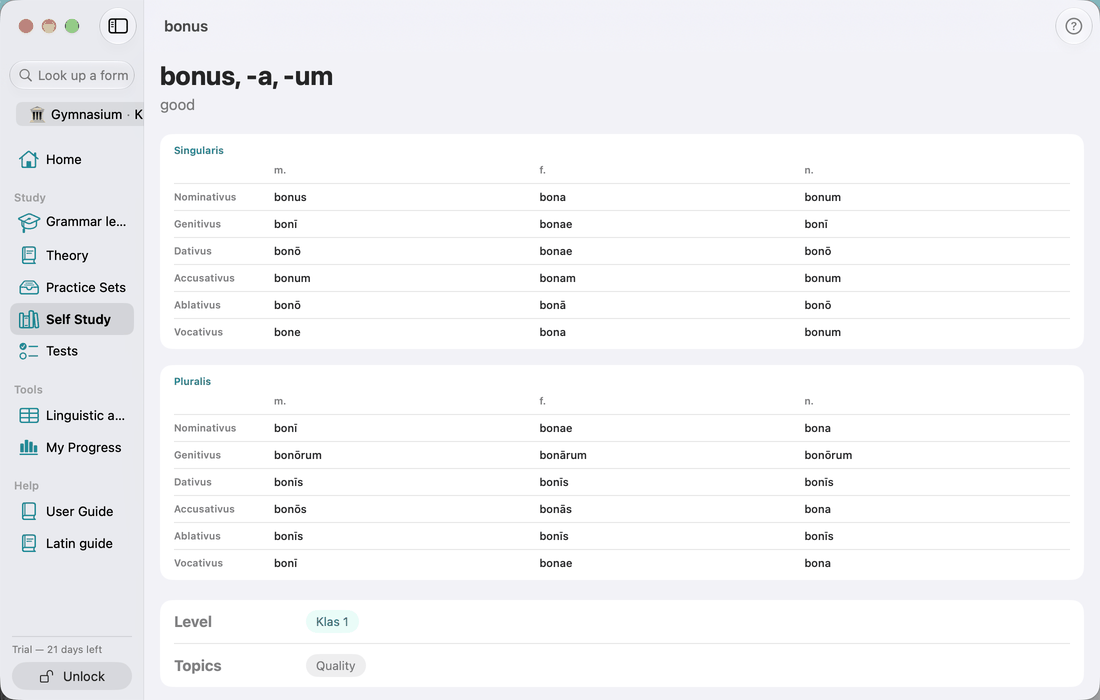 bonus
?
Look up a form
Gymnasium · K
Home
Study
Grammar le...
Theory
Practice Sets
Self Study
Tests
Tools
Linguistic a...
My Progress
Help
User Guide
Latin guide
Trial — 21 days left
Unlock
bonus, -a, -um
good
Singularis
m. f. n.
Nominativus bonus bona bonum
Genitivus bonī bonae bonī
Dativus bonō bonae bonō
Accusativus bonum bonam bonum
Ablativus bonō bonā bonō
Vocativus bone bona bonum
Pluralis
m. f. n.
Nominativus bonī bonae bona
Genitivus bonōrum bonārum bonōrum
Dativus bonīs bonīs bonīs
Accusativus bonōs bonās bona
Ablativus bonīs bonīs bonīs
Vocativus bonī bonae bona
Level Klas 1
Topics Quality